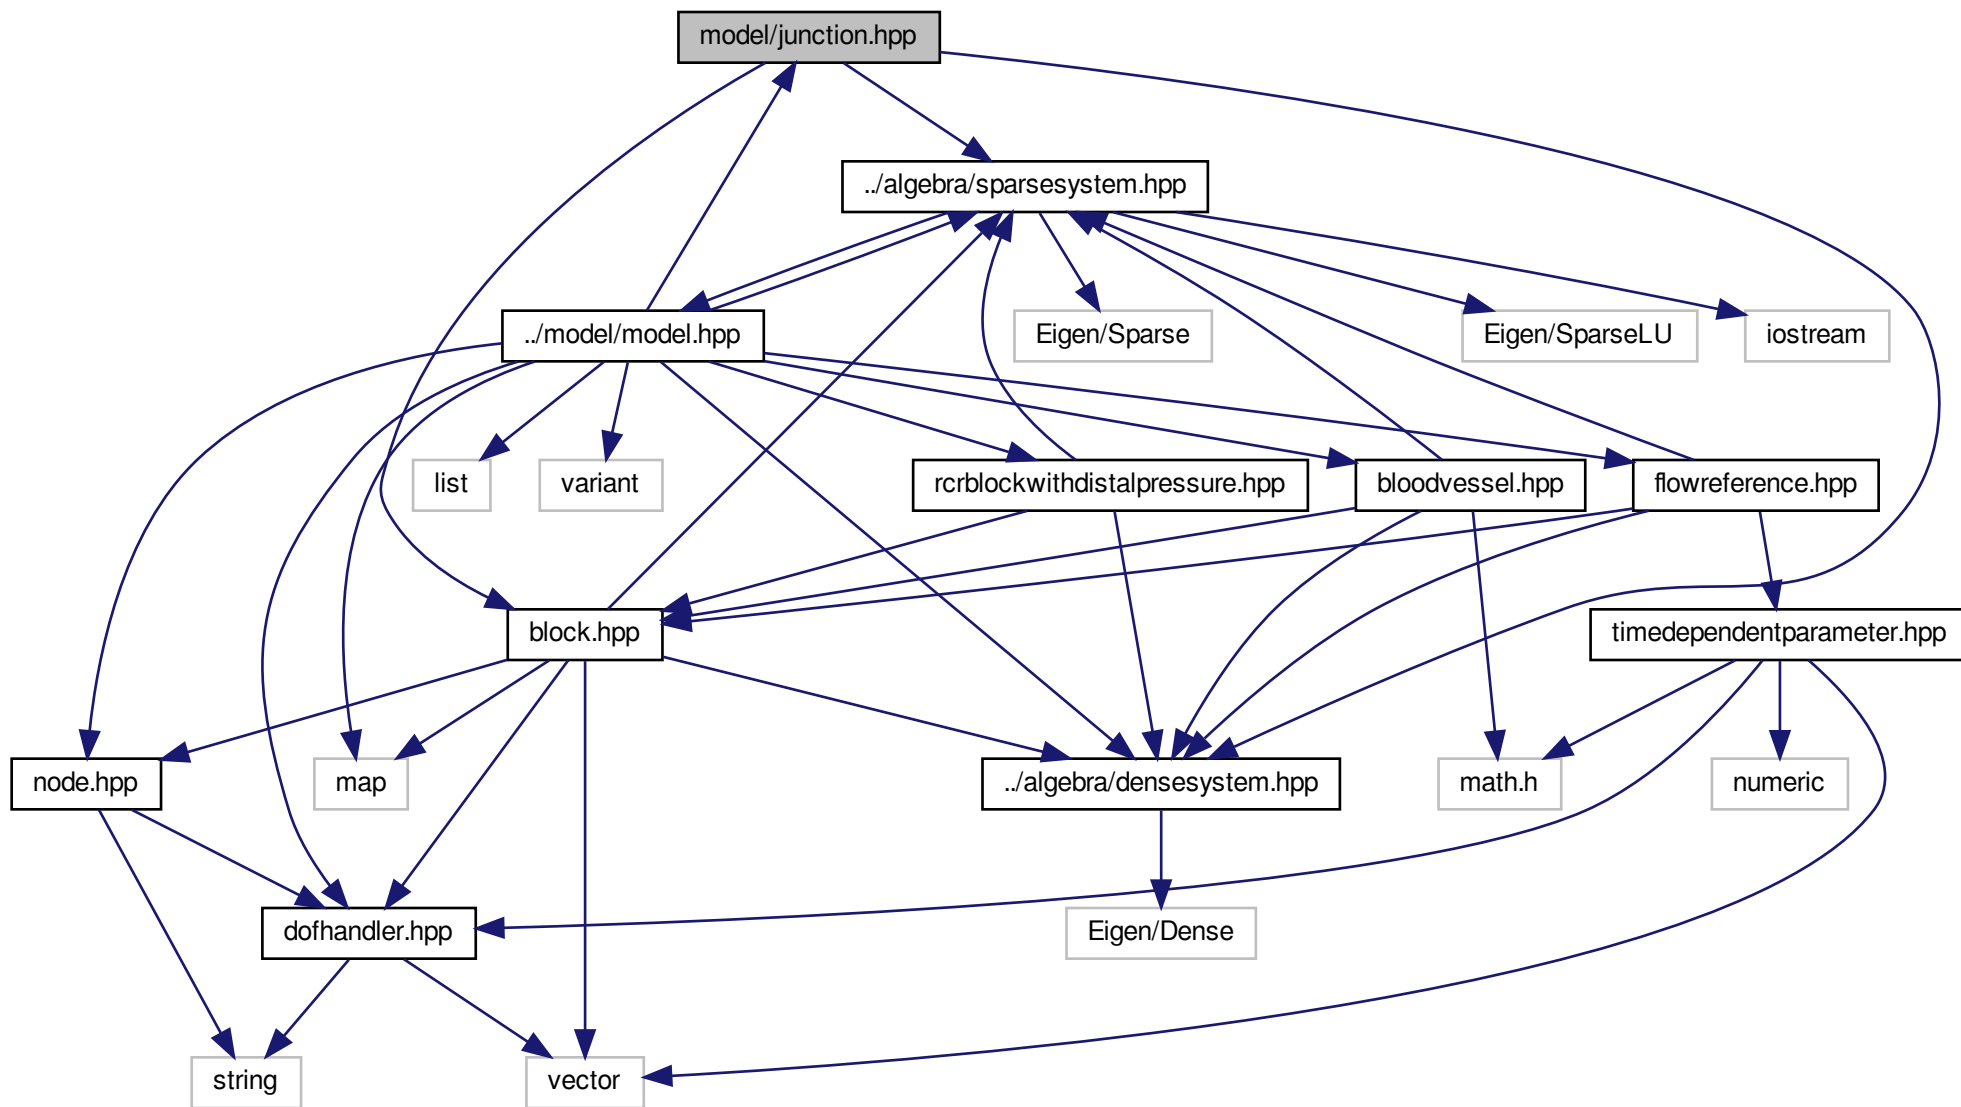 model/junction.hpp
../algebra/sparsesystem.hpp
../model/model.hpp
Eigen/Sparse
Eigen/SparseLU
iostream
list
variant
rcrblockwithdistalpressure.hpp
bloodvessel.hpp
flowreference.hpp
block.hpp
timedependentparameter.hpp
node.hpp
map
../algebra/densesystem.hpp
math.h
numeric
dofhandler.hpp
Eigen/Dense
string
vector